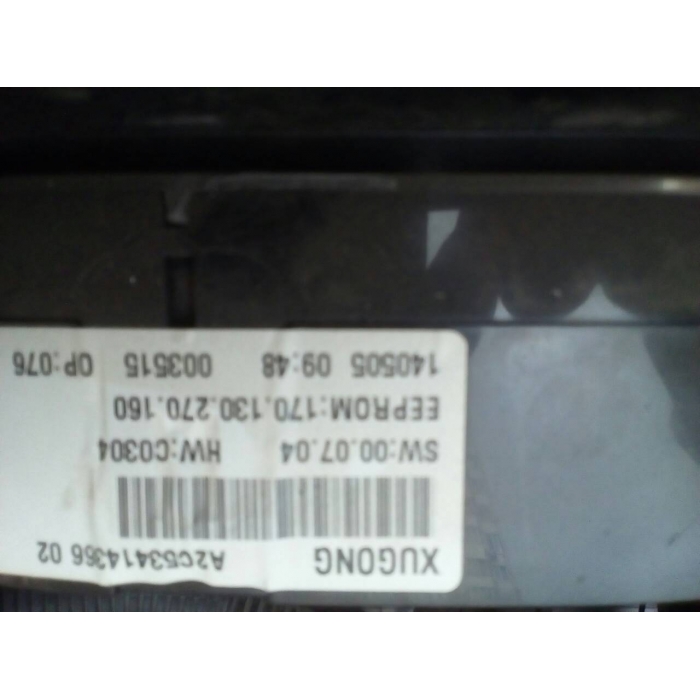 XUGONG A2C53414366 02
SW:00.07.04 HW:C0304
EEPROM:170.130.270.160
140505 09:48 003515 OP:076